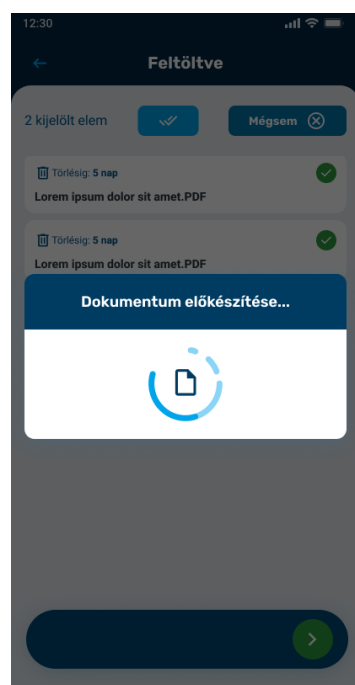 12:30
Feltöltve
2 kijelölt elem
Mégsem
Törlésig: 5 nap
Lorem ipsum dolor sit amet.PDF
Törlésig: 5 nap
Lorem ipsum dolor sit amet.PDF
Dokumentum előkészítése...